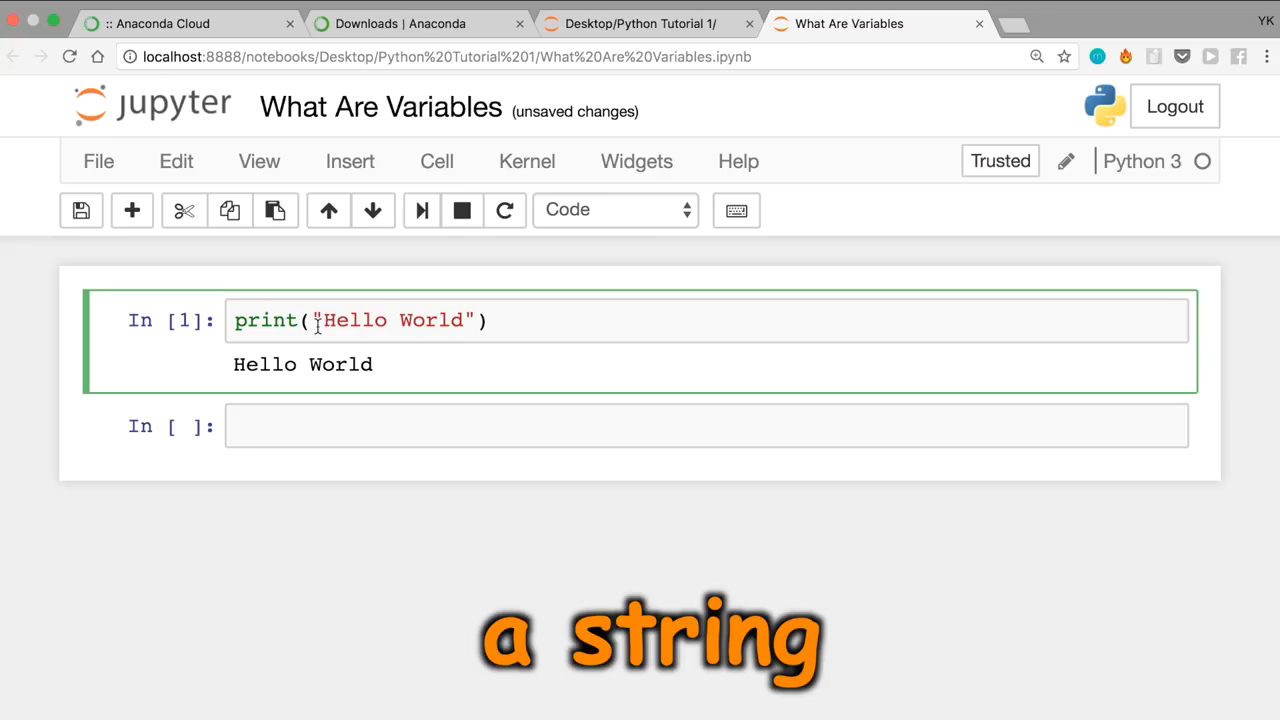 :: Anaconda Cloud
Downloads | Anaconda
Desktop/Python Tutorial 1/
What Are Variables
YK
localhost:8888/notebooks/Desktop/Python%20Tutorial%201/What%20Are%20Variables.ipynb
jupyter
What Are Variables (unsaved changes)
Logout
File Edit View Insert Cell Kernel Widgets Help
Trusted
Python 3
Code
In [1]: print("Hello World")
Hello World
In [ ]:
a string